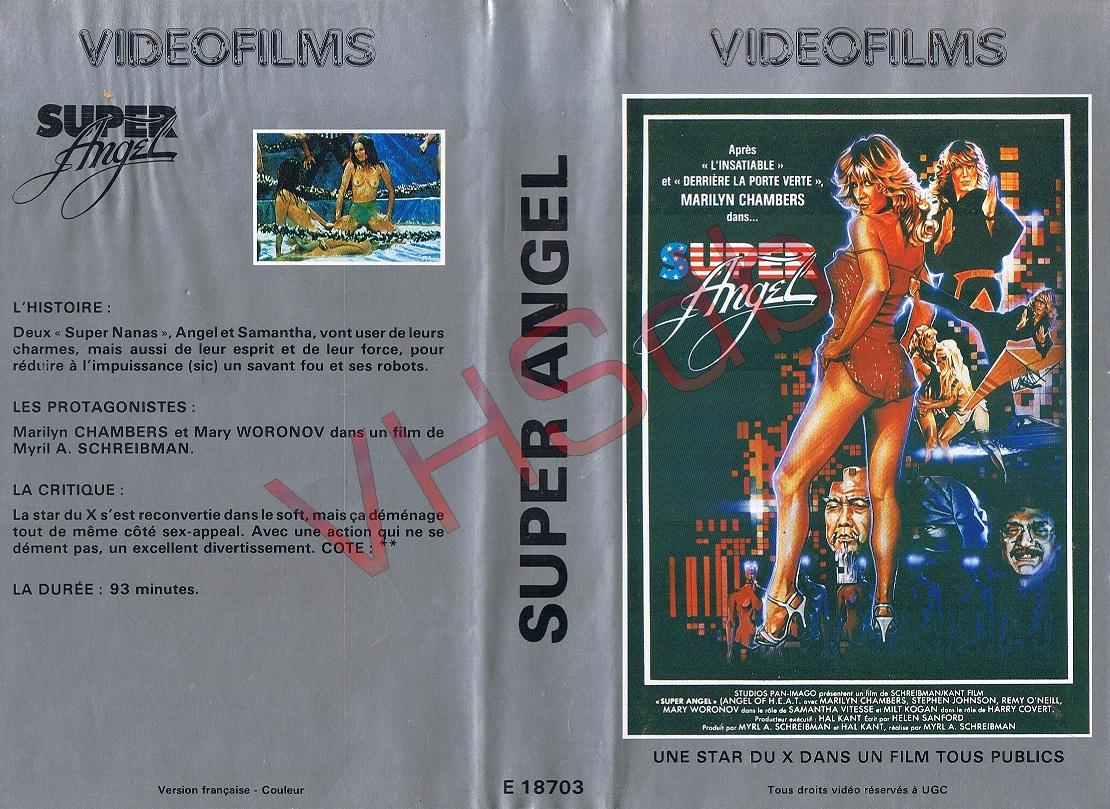 VIDEOFILMS
SUPER
Angel
L'HISTOIRE :
Deux « Super Nanas », Angel et Samantha, vont user de leurs
charmes, mais aussi de leur esprit et de leur force, pour
réduire à l'impuissance (sic) un savant fou et ses robots.
LES PROTAGONISTES :
Marilyn CHAMBERS et Mary WORONOV dans un film de
Myril A. SCHREIBMAN.
LA CRITIQUE :
La star du X s'est reconvertie dans le soft, mais ça déménage
tout de même côté sex-appeal. Avec une action qui ne se
dément pas, un excellent divertissement. COTE : **
LA DURÉE : 93 minutes.
Version française - Couleur
SUPER ANGEL
E 18703
VIDEOFILMS
Après
« L'INSATIABLE »
et « DERRIÈRE LA PORTE VERTE »,
MARILYN CHAMBERS
dans...
SUPER
Angel
STUDIOS PAN-IMAGO présentent un film de SCHREIBMAN/KANT FILM
« SUPER ANGEL » (ANGEL OF H.E.A.T. avec MARILYN CHAMBERS, STEPHEN JOHNSON, REMY O'NEILL,
MARY WORONOV dans le rôle de SAMANTHA VITESSE et MILT KOGAN dans le rôle de HARRY COVERT.
Producteur exécutif : HAL KANT Écrit par HELEN SANFORD
Produit par MYRL A. SCHREIBMAN et HAL KANT, réalise par MYRL A. SCHREIBMAN
UNE STAR DU X DANS UN FILM TOUS PUBLICS
Tous droits vidéo réservés à UGC
VHSdb